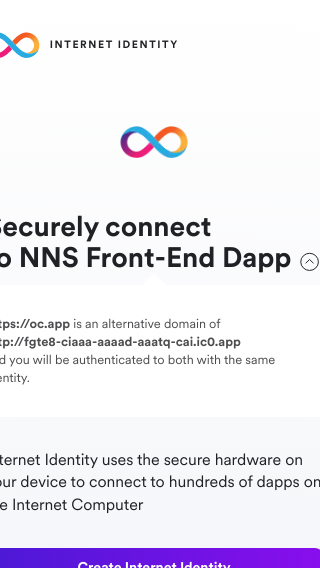 INTERNET IDENTITY
Securely connect
to NNS Front-End Dapp
tps://oc.app is an alternative domain of
tp://fgte8-ciaaa-aaaad-aaatq-cai.ic0.app
d you will be authenticated to both with the same
entity.
ternet Identity uses the secure hardware on
our device to connect to hundreds of dapps on
e Internet Computer
Create Internet Identity